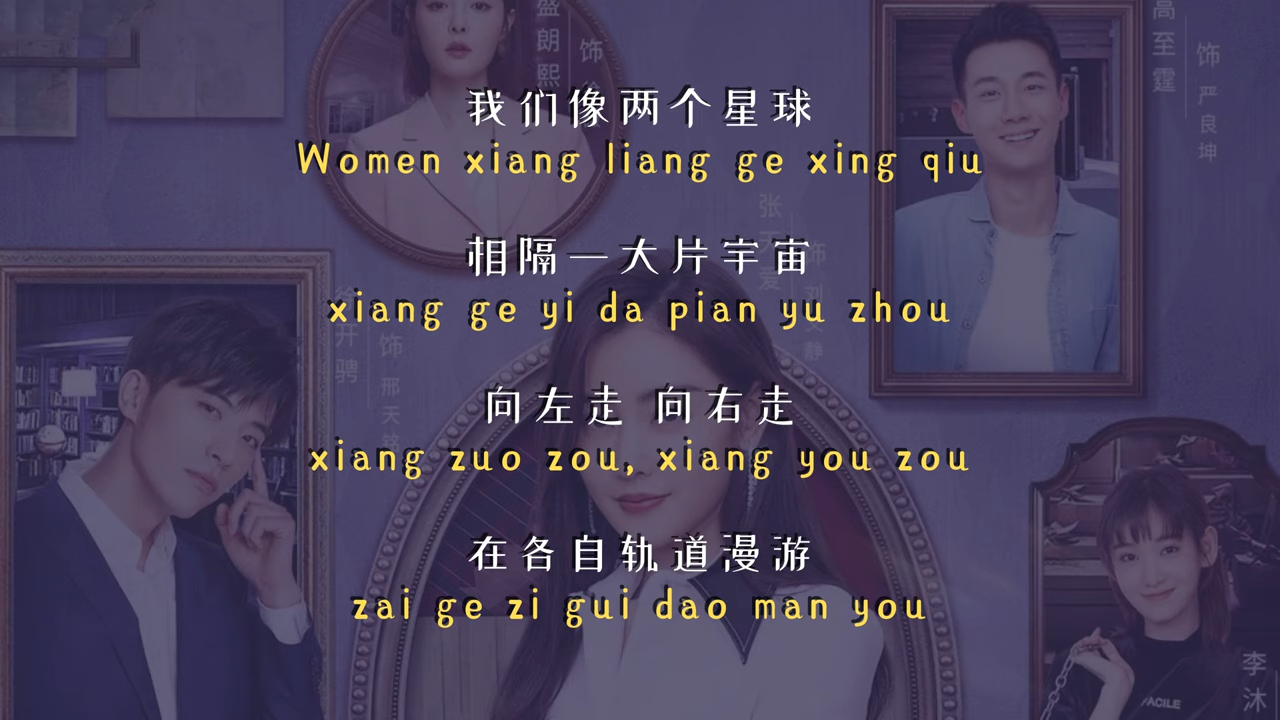 盛朗熙
饰
高至霆
饰 严良坤
我们像两个星球
Women xiang liang ge xing qiu
相隔一大片宇宙
xiang ge yi da pian yu zhou
饰 邢天
向左走 向右走
xiang zuo zou, xiang you zou
在各自轨道漫游
zai ge zi gui dao man you
李沐